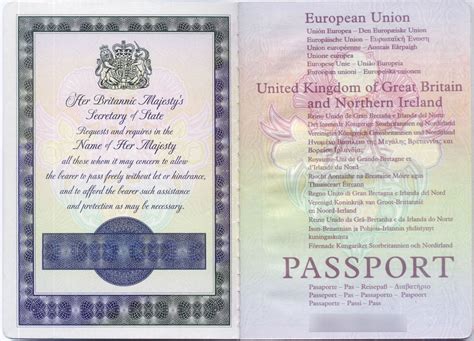 Her Britannic Majesty's
Secretary of State
Requests and requires in the
Name of Her Majesty
all those whom it may concern to allow
the bearer to pass freely without let or hindrance,
and to afford the bearer such assistance
and protection as may be necessary.
European Union
Unión Europea - Den Europæiske Union
Europäische Union - Ευρωπαϊκή Ένωση
Union européenne - Aontais Eorpach
Unione Europea - Europese
Unie - União Europeia
Euroopan unioni - Europeiska unionen
United Kingdom of Great Britain
and Northern Ireland
Reino Unido de Gran Bretaña e Irlanda del Norte
Det Forenede Kongerige Storbritannien og Nordirland
Vereinigtes Königreich Grossbritannien und Nordirland
Ηνωμένο Βασίλειο της Μεγάλης Βρετανίας και
Βορείου Ιρλανδίας
Royaume-Uni de Grande-Bretagne et
d'Irlande du Nord
Ríocht Aontaithe na Breataine Móire agus
Thuaisceart Éireann
Regno Unito di Gran Bretagna e Irlanda del Nord
Verenigd Koninkrijk van Groot-Brittannië en
Noord-Ierland
Reino Unido da Grã-Bretanha e da Irlanda do Norte
Ison-Britannian ja Pohjois-Irlannin yhdistynyt
kuningaskunta
Förenade Kungariket Storbritannien och Nordirland
PASSPORT
Pasaporte - Pas - Reisepaß - Διαβατήριο
Passeport - Pas - Passaporto - Paspoort
Passaporte - Passi - Pass